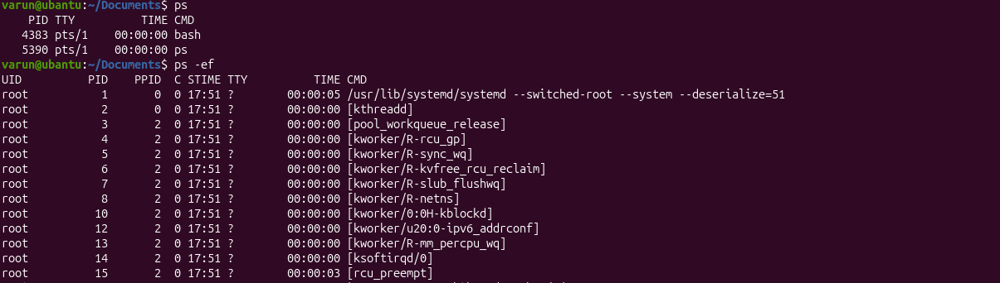 varun@ubantu:~/Documents$ ps
    PID TTY          TIME CMD
   4383 pts/1    00:00:00 bash
   5390 pts/1    00:00:00 ps
varun@ubantu:~/Documents$ ps -ef
UID          PID    PPID  C STIME TTY          TIME CMD
root           1       0  0 17:51 ?        00:00:05 /usr/lib/systemd/systemd --switched-root --system --deserialize=51
root           2       0  0 17:51 ?        00:00:00 [kthreadd]
root           3       2  0 17:51 ?        00:00:00 [pool_workqueue_release]
root           4       2  0 17:51 ?        00:00:00 [kworker/R-rcu_gp]
root           5       2  0 17:51 ?        00:00:00 [kworker/R-sync_wq]
root           6       2  0 17:51 ?        00:00:00 [kworker/R-kvfree_rcu_reclaim]
root           7       2  0 17:51 ?        00:00:00 [kworker/R-slub_flushwq]
root           8       2  0 17:51 ?        00:00:00 [kworker/R-netns]
root          10       2  0 17:51 ?        00:00:00 [kworker/0:0H-kblockd]
root          12       2  0 17:51 ?        00:00:00 [kworker/u20:0-ipv6_addrconf]
root          13       2  0 17:51 ?        00:00:00 [kworker/R-mm_percpu_wq]
root          14       2  0 17:51 ?        00:00:00 [ksoftirqd/0]
root          15       2  0 17:51 ?        00:00:03 [rcu_preempt]